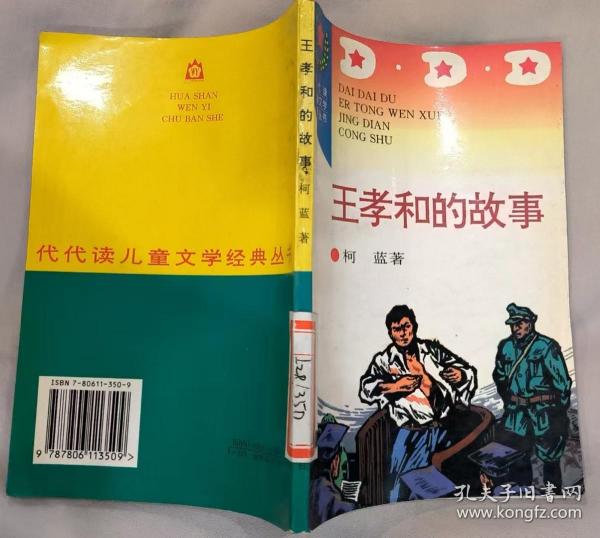 HUA SHAN
WEN YI
CHU BAN SHE
代代读儿童文学经典丛书
ISBN 7-80611-350-9
9 787806 113509 >
王孝和的故事
柯蓝著
I28/35D
D·D·D
DAI DAI DU
ER TONG WEN XUE
JING DIAN
CONG SHU
王孝和的故事
柯 蓝著
孔夫子旧书网
www.kongfz.com